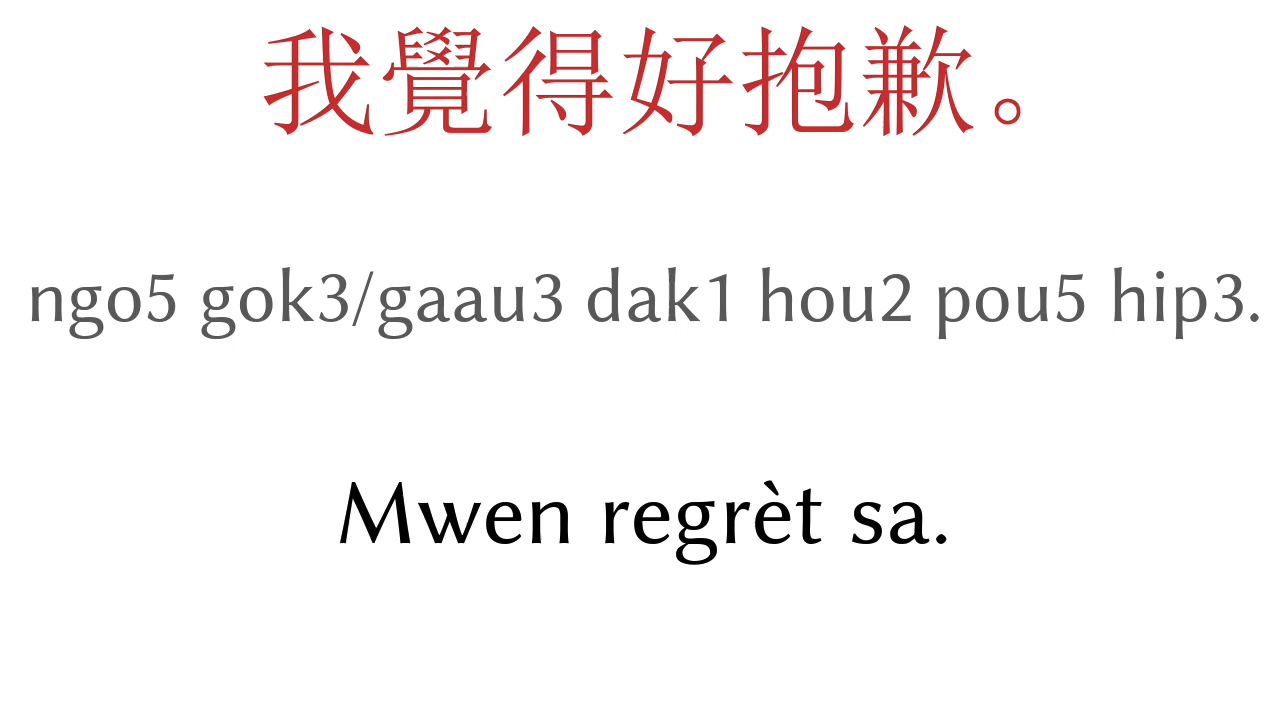 我覺得好抱歉。
ngo5 gok3/gaau3 dak1 hou2 pou5 hip3.
Mwen regrèt sa.